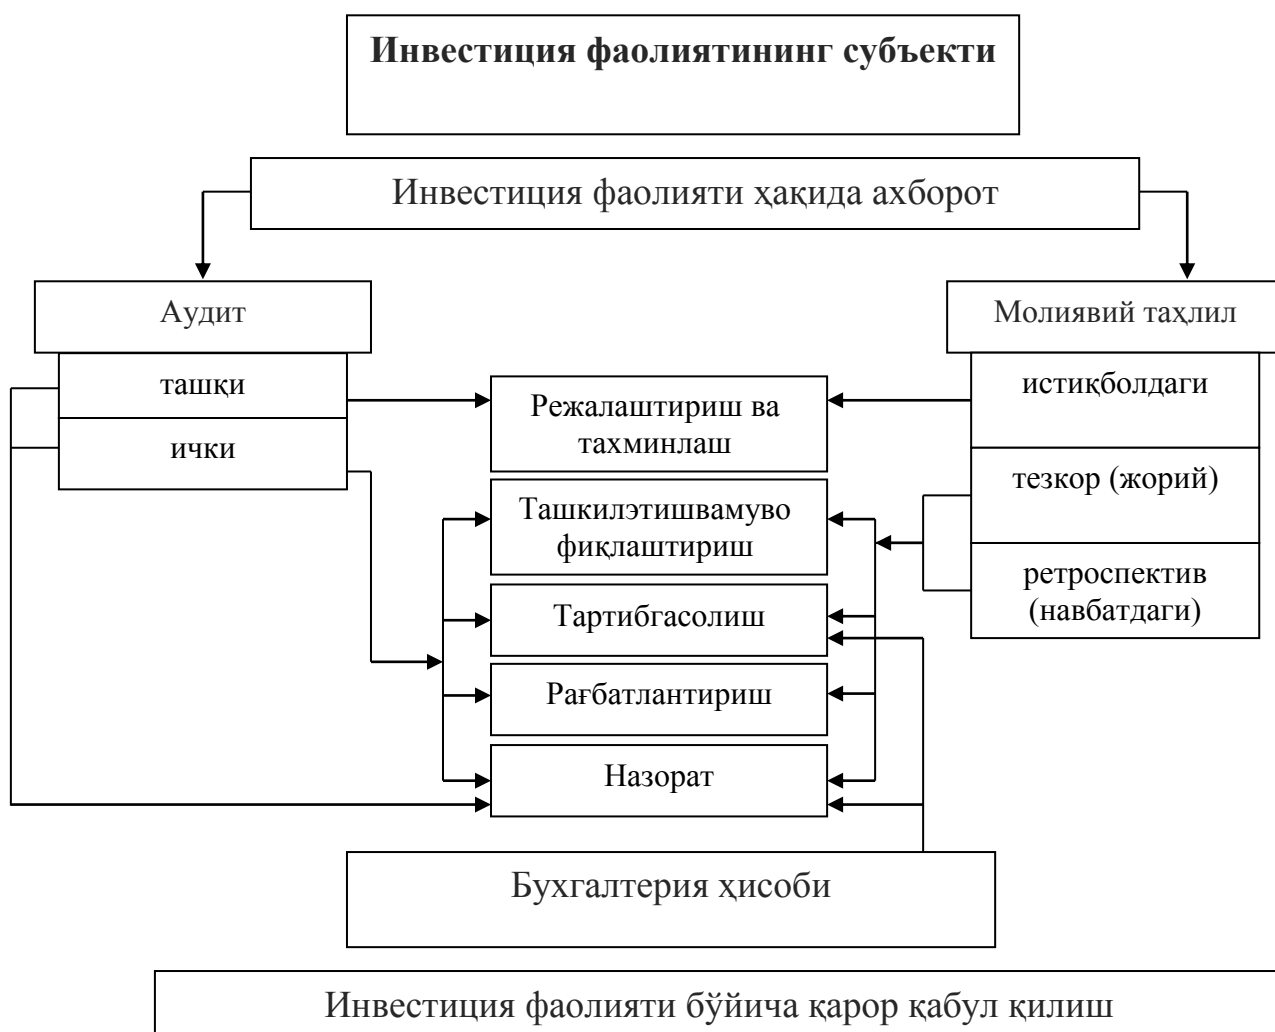 Инвестиция фаолиятининг субъекти
Инвестиция фаолияти ҳақида ахборот
Аудит
Молиявий таҳлил
ташқи
ички
Режалаштириш ва
тахминлаш
истиқболдаги
тезкор (жорий)
Ташкилэтишвамуво
фиқлаштириш
ретроспектив
(навбатдаги)
Тартибгасолиш
Рағбатлантириш
Назорат
Бухгалтерия ҳисоби
Инвестиция фаолияти бўйича қарор қабул қилиш